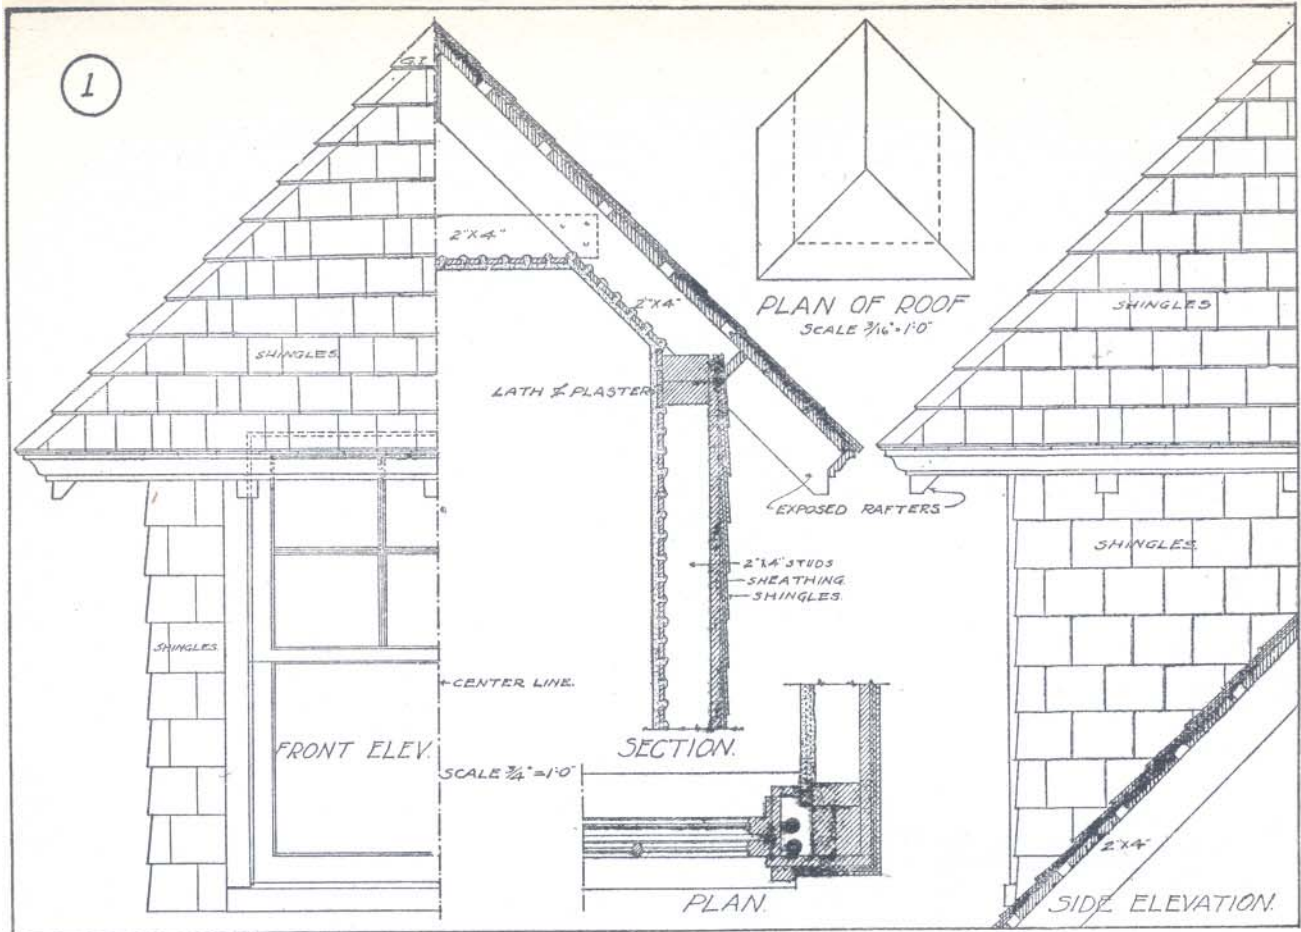 1
G.I.
2"X4"
2"X4"
SHINGLES.
LATH & PLASTER
PLAN OF ROOF
SCALE 3/16"=1'0"
SHINGLES
EXPOSED RAFTERS
SHINGLES.
2"X4" STUDS
SHEATHING.
SHINGLES.
SHINGLES.
CENTER LINE.
FRONT ELEV.
SECTION.
SCALE 3/4"=1'0"
2"X4"
PLAN.
SIDE ELEVATION.